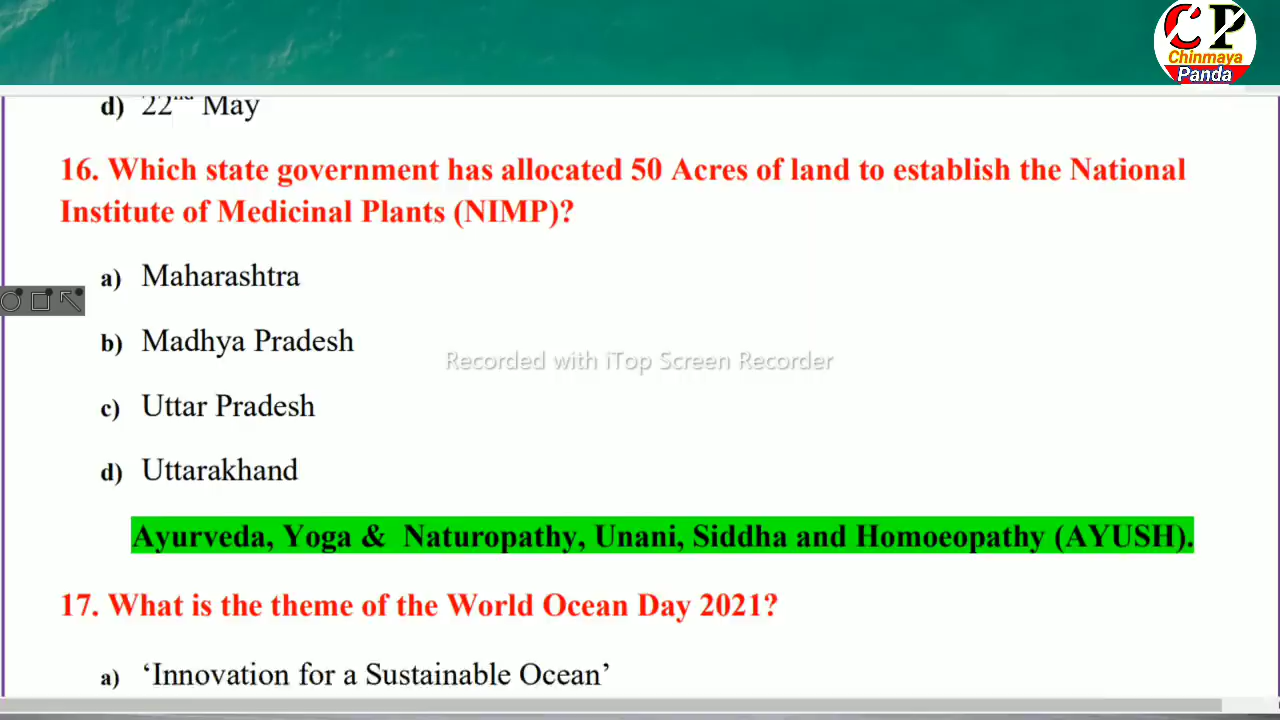 CP
Chinmaya
Panda
d) 22nd May
16. Which state government has allocated 50 Acres of land to establish the National
Institute of Medicinal Plants (NIMP)?
a) Maharashtra
b) Madhya Pradesh
Recorded with iTop Screen Recorder
c) Uttar Pradesh
d) Uttarakhand
Ayurveda, Yoga & Naturopathy, Unani, Siddha and Homoeopathy (AYUSH).
17. What is the theme of the World Ocean Day 2021?
a) ‘Innovation for a Sustainable Ocean’